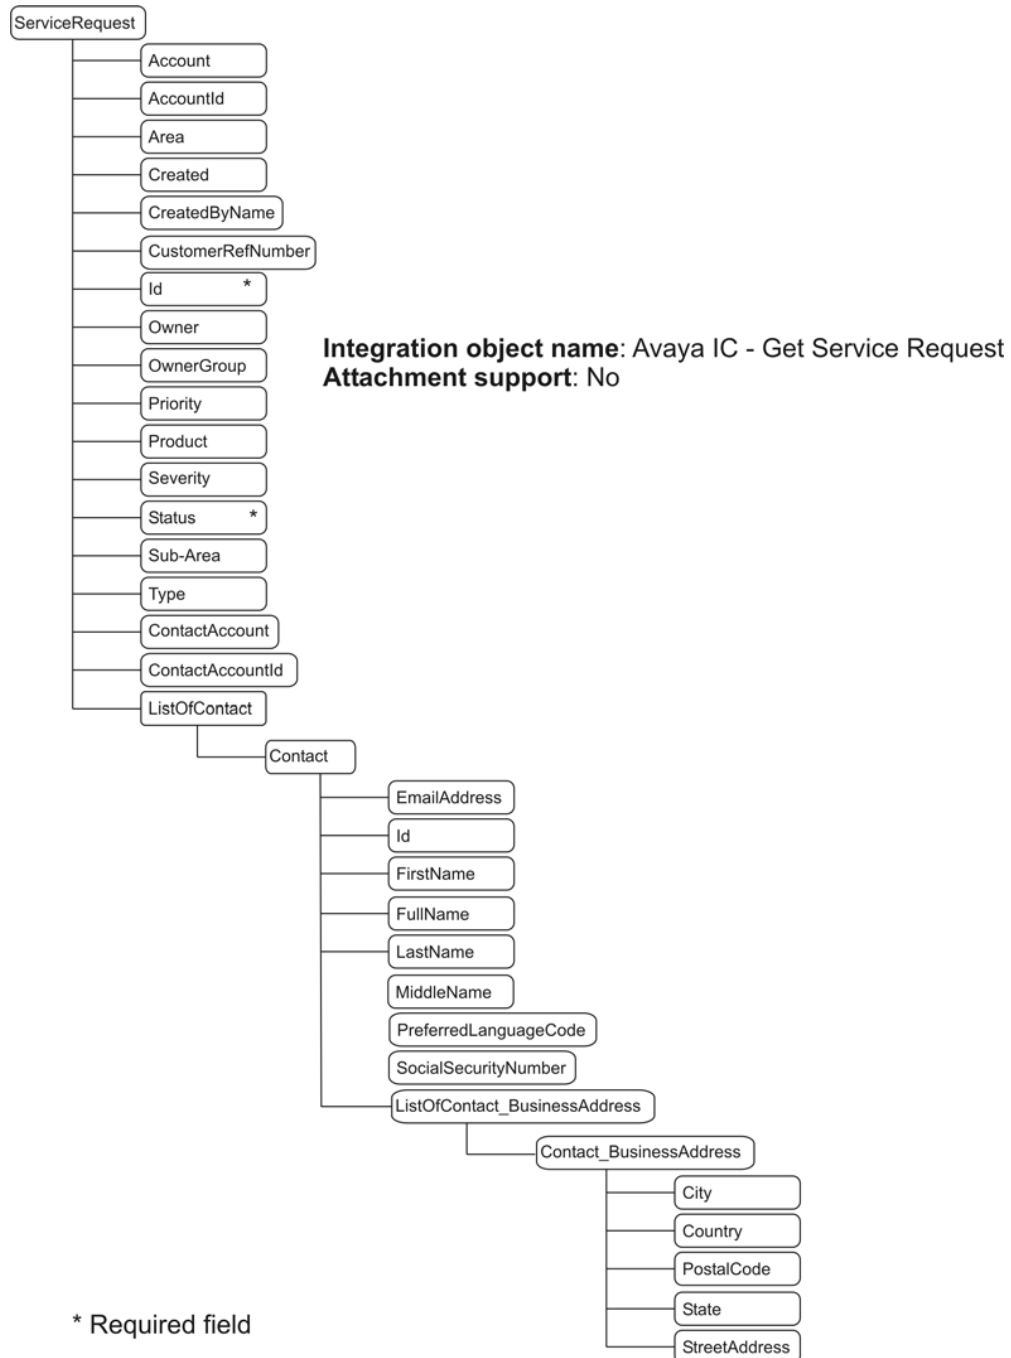 ServiceRequest
Account
AccountId
Area
Created
CreatedByName
CustomerRefNumber
Id *
Owner
Integration object name: Avaya IC - Get Service Request
OwnerGroup
Attachment support: No
Priority
Product
Severity
Status *
Sub-Area
Type
ContactAccount
ContactAccountId
ListOfContact
Contact
EmailAddress
Id
FirstName
FullName
LastName
MiddleName
PreferredLanguageCode
SocialSecurityNumber
ListOfContact_BusinessAddress
Contact_BusinessAddress
City
Country
PostalCode
State
StreetAddress
* Required field